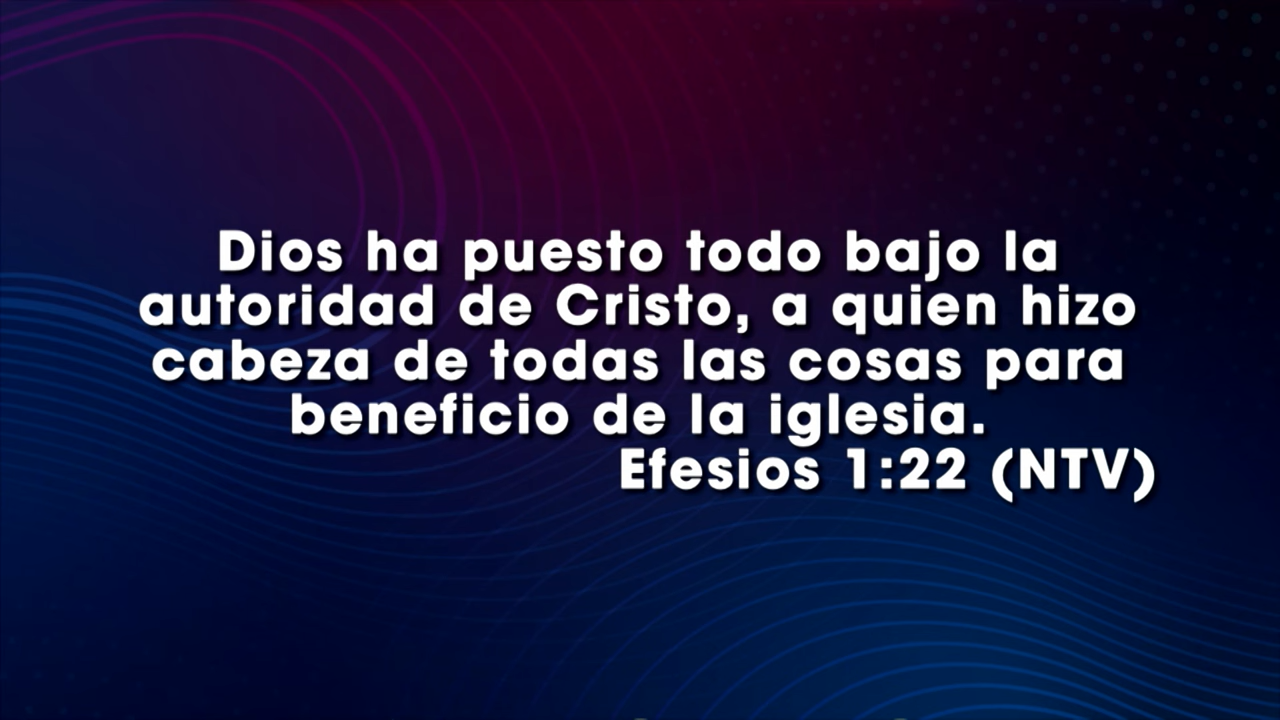 Dios ha puesto todo bajo la
autoridad de Cristo, a quien hizo
cabeza de todas las cosas para
beneficio de la iglesia.
Efesios 1:22 (NTV)